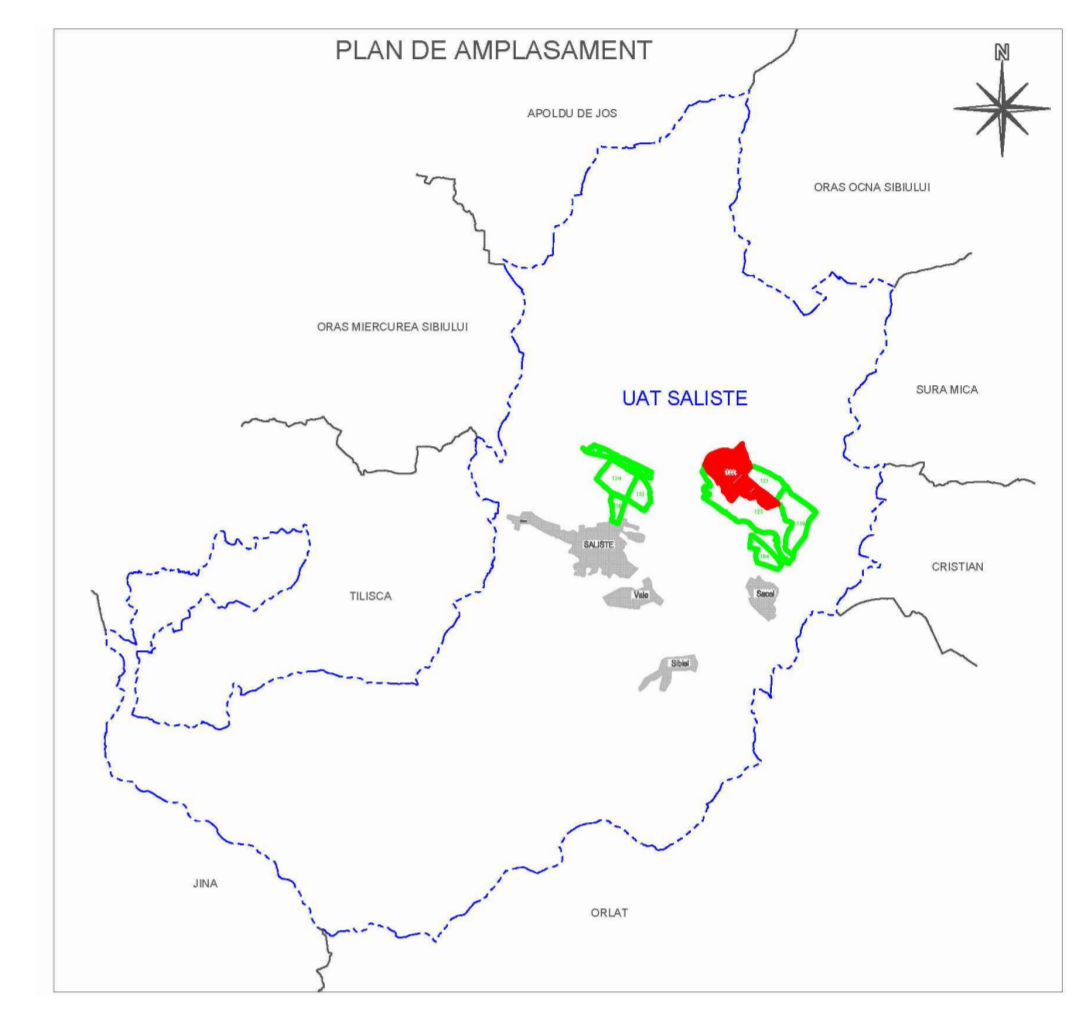 PLAN DE AMPLASAMENT
N
APOLDU DE JOS
ORAS OCNA SIBIULUI
ORAS MIERCUREA SIBIULUI
SURA MICA
UAT SALISTE
SALISTE
CRISTIAN
TILISCA
Vale
Sacel
Sibiel
JINA
ORLAT